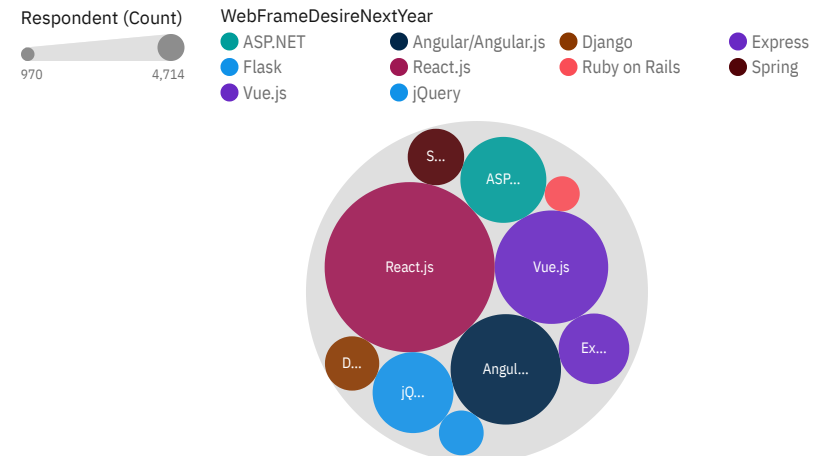 Respondent (Count)
970 4,714
WebFrameDesireNextYear
ASP.NET Angular/Angular.js Django Express
Flask React.js Ruby on Rails Spring
Vue.js jQuery
S...
ASP...
React.js Vue.js
Ex...
D... Angul...
jQ...